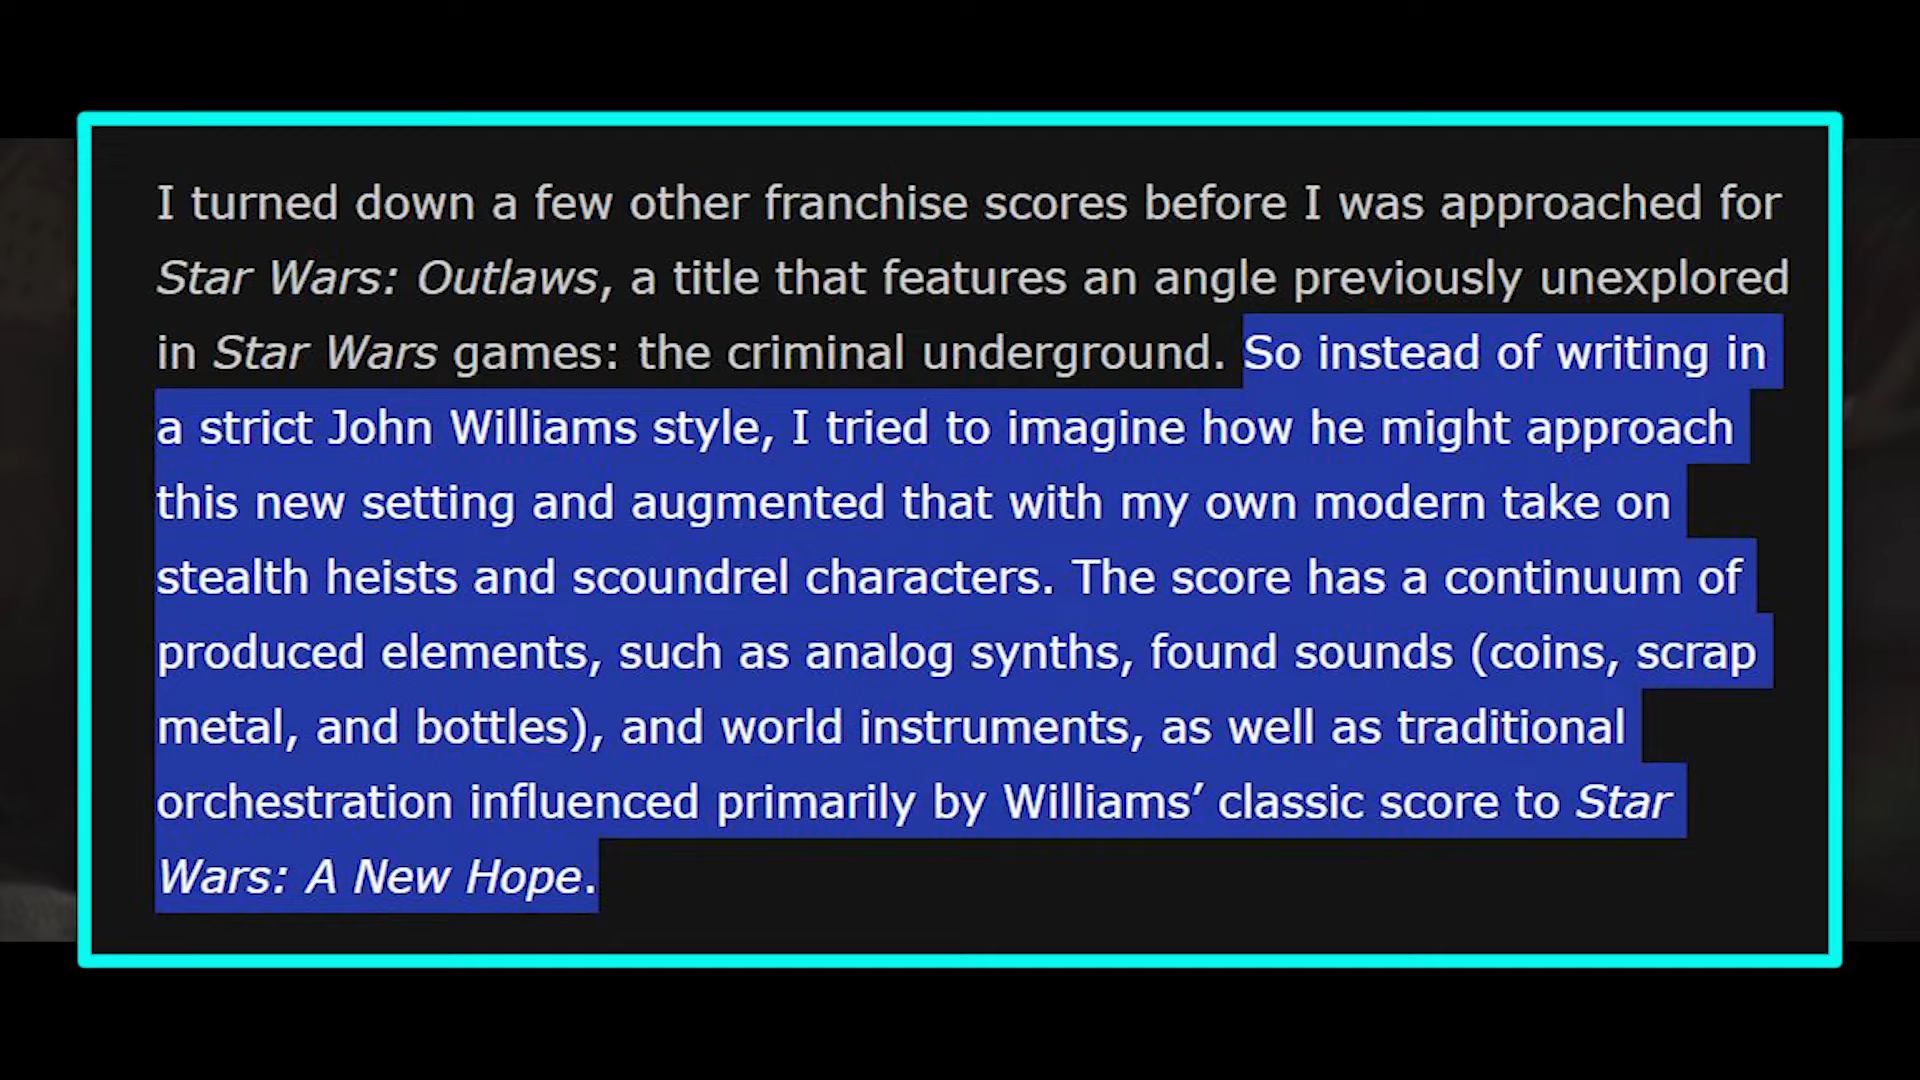 I turned down a few other franchise scores before I was approached for
Star Wars: Outlaws, a title that features an angle previously unexplored
in Star Wars games: the criminal underground. So instead of writing in
a strict John Williams style, I tried to imagine how he might approach
this new setting and augmented that with my own modern take on
stealth heists and scoundrel characters. The score has a continuum of
produced elements, such as analog synths, found sounds (coins, scrap
metal, and bottles), and world instruments, as well as traditional
orchestration influenced primarily by Williams’ classic score to Star
Wars: A New Hope.